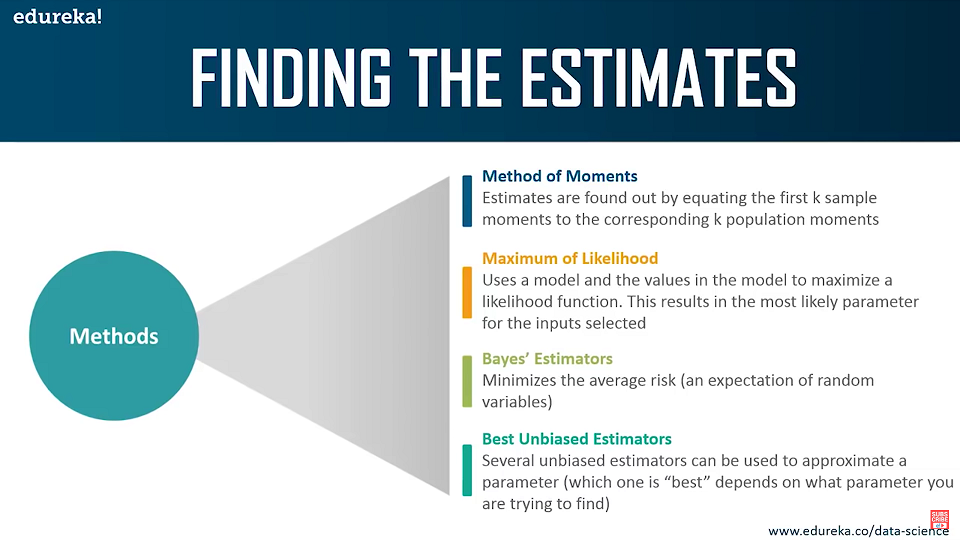 edureka!
FINDING THE ESTIMATES
Methods
Method of Moments
Estimates are found out by equating the first k sample
moments to the corresponding k population moments
Maximum of Likelihood
Uses a model and the values in the model to maximize a
likelihood function. This results in the most likely parameter
for the inputs selected
Bayes’ Estimators
Minimizes the average risk (an expectation of random
variables)
Best Unbiased Estimators
Several unbiased estimators can be used to approximate a
parameter (which one is “best” depends on what parameter you
are trying to find)
SUBS
CRIBE
www.edureka.co/data-science